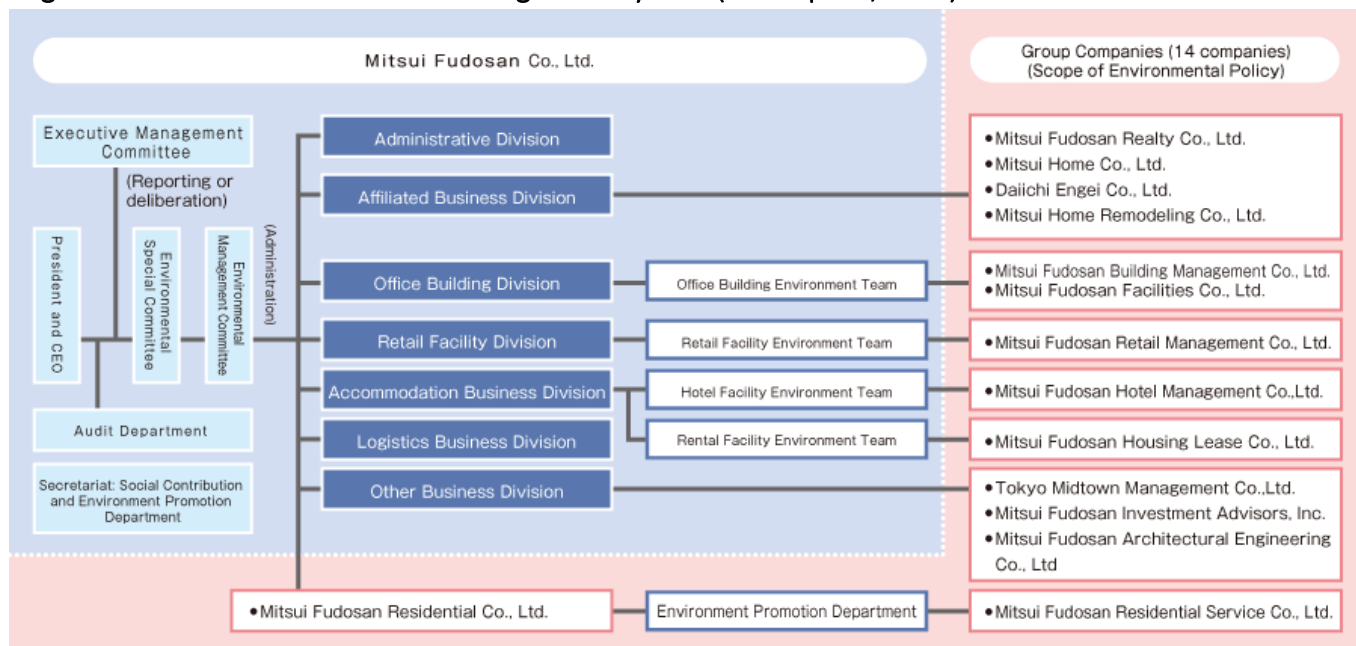 Mitsui Fudosan Co., Ltd.
Group Companies (14 companies)
(Scope of Environmental Policy)
Executive Management
Committee
(Reporting or
deliberation)
President and CEO
Environmental
Special Committee
Environmental
Management Committee
(Administration)
Audit Department
Secretariat: Social Contribution
and Environment Promotion
Department
Administrative Division
Affiliated Business Division
Office Building Division
Retail Facility Division
Accommodation Business Division
Logistics Business Division
Other Business Division
Office Building Environment Team
Retail Facility Environment Team
Hotel Facility Environment Team
Rental Facility Environment Team
●Mitsui Fudosan Realty Co., Ltd.
●Mitsui Home Co., Ltd.
●Daiichi Engei Co., Ltd.
●Mitsui Home Remodeling Co., Ltd.
●Mitsui Fudosan Building Management Co., Ltd.
●Mitsui Fudosan Facilities Co., Ltd.
●Mitsui Fudosan Retail Management Co., Ltd.
●Mitsui Fudosan Hotel Management Co.,Ltd.
●Mitsui Fudosan Housing Lease Co., Ltd.
●Tokyo Midtown Management Co.,Ltd.
●Mitsui Fudosan Investment Advisors, Inc.
●Mitsui Fudosan Architectural Engineering
Co., Ltd
●Mitsui Fudosan Residential Co., Ltd.
Environment Promotion Department
●Mitsui Fudosan Residential Service Co., Ltd.